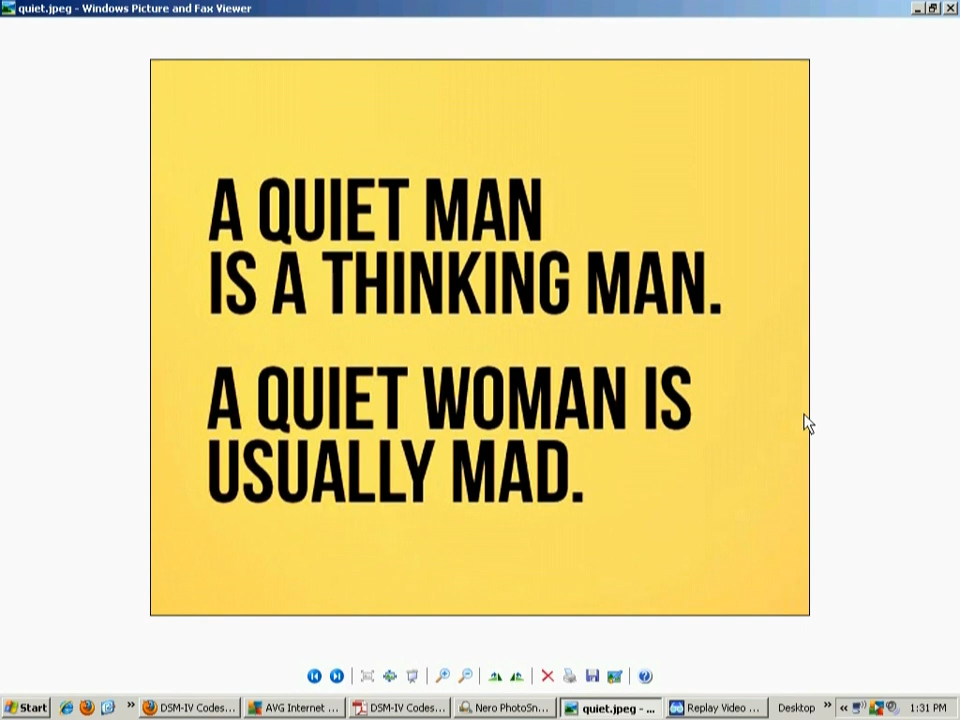 quiet.jpeg - Windows Picture and Fax Viewer
A QUIET MAN
IS A THINKING MAN.
A QUIET WOMAN IS
USUALLY MAD.
Start
DSM-IV Codes...
AVG Internet ...
DSM-IV Codes...
Nero PhotoSn...
quiet.jpeg - ...
Replay Video ...
Desktop
1:31 PM